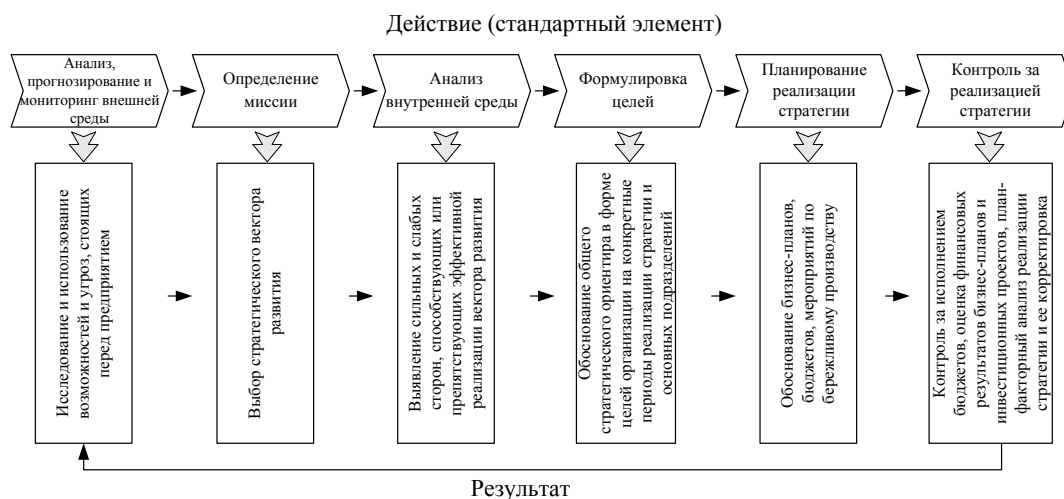 Действие (стандартный элемент)
Анализ,
прогнозирование и
мониторинг внешней
среды
Определение
миссии
Анализ
внутренней среды
Формулировка
целей
Планирование
реализации
стратегии
Контроль за
реализацией
стратегии
Исследование и использование
возможностей и угроз, стоящих
перед предприятием
Выбор стратегического вектора
развития
Выявление сильных и слабых
сторон, способствующих или
препятствующих эффективной
реализации вектора развития
Обоснование общего
стратегического ориентира в форме
целей организации на конкретные
периоды реализации стратегии и
основных подразделений
Обоснование бизнес-планов,
бюджетов, мероприятий по
бережливому производству
Контроль за исполнением
бюджетов, оценка финансовых
результатов бизнес-планов и
инвестиционных проектов, план-
факторный анализ реализации
стратегии и ее корректировка
Результат